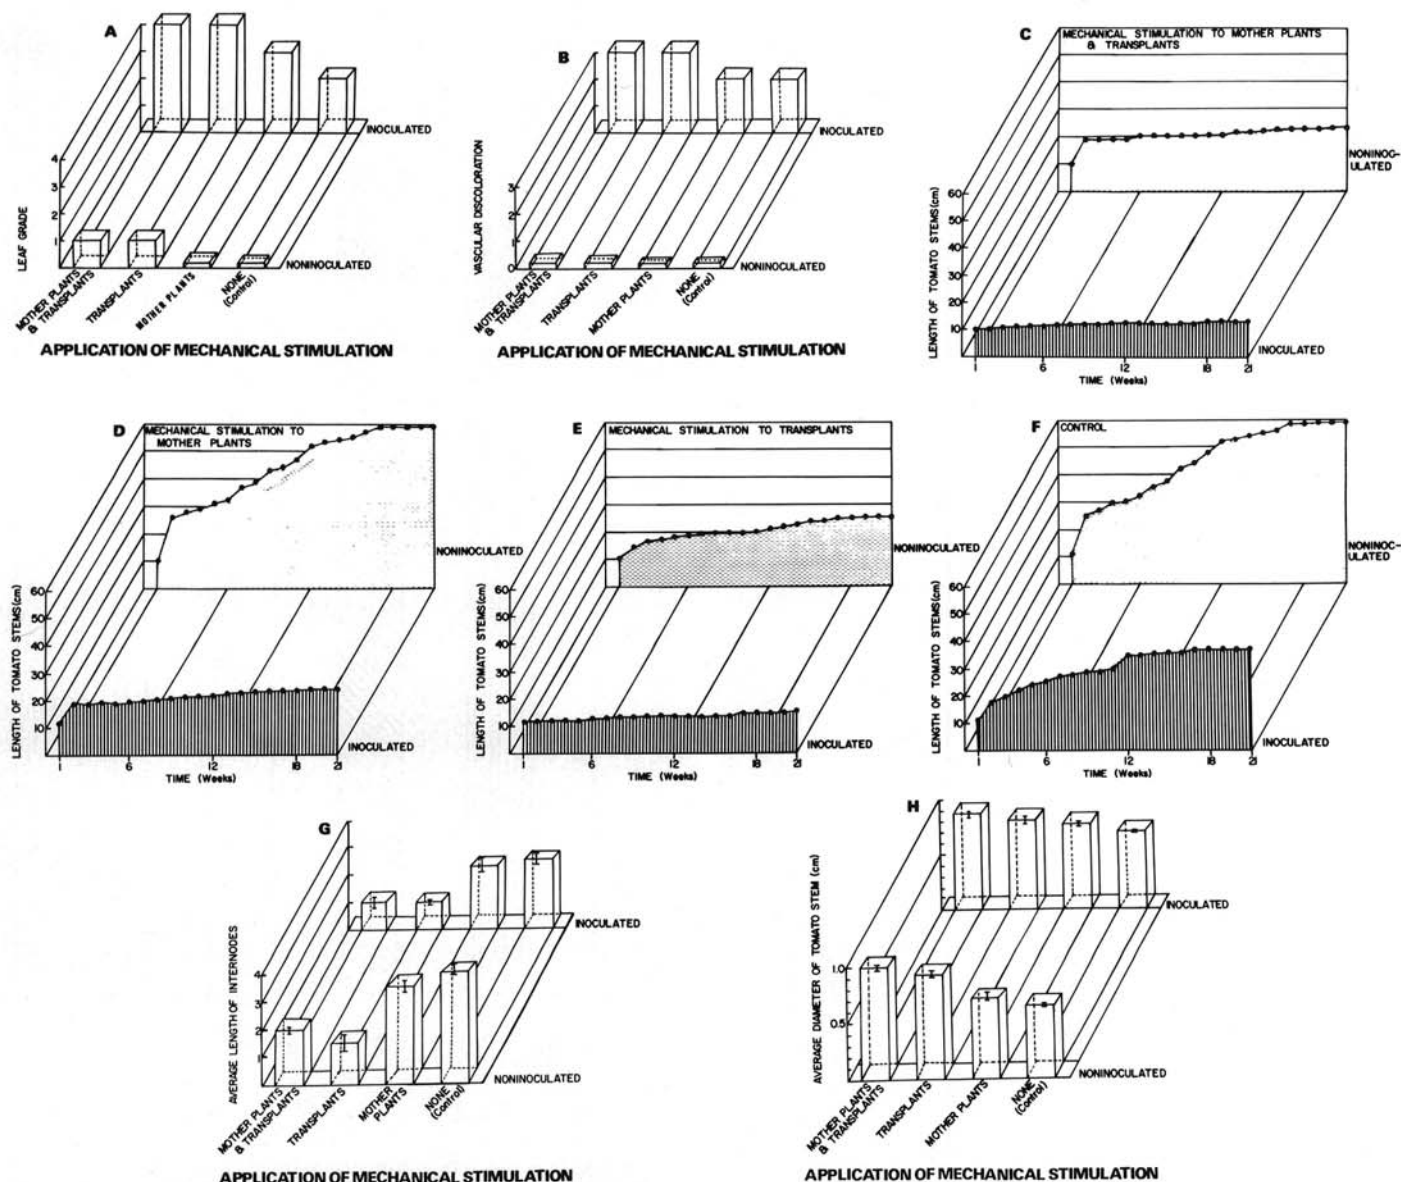 A
INOCULATED
4
3
2
1
LEAF GRADE
NONINOCULATED
MOTHER PLANTS
& TRANSPLANTS
TRANSPLANTS
MOTHER PLANTS
NONE
(Control)
APPLICATION OF MECHANICAL STIMULATION
B
INOCULATED
3
2
1
0
VASCULAR DISCOLORATION
NONINOCULATED
MOTHER PLANTS
& TRANSPLANTS
TRANSPLANTS
MOTHER PLANTS
NONE
(Control)
APPLICATION OF MECHANICAL STIMULATION
C
MECHANICAL STIMULATION TO MOTHER PLANTS
& TRANSPLANTS
NONINOC-
ULATED
60
50
40
30
20
10
LENGTH OF TOMATO STEMS(cm)
INOCULATED
1 6 12 18 21
TIME (Weeks)
D
MECHANICAL STIMULATION TO
MOTHER PLANTS
NONINOCULATED
60
50
40
30
20
10
LENGTH OF TOMATO STEMS(cm)
INOCULATED
1 6 12 18 21
TIME (Weeks)
E
MECHANICAL STIMULATION TO TRANSPLANTS
NONINOCULATED
60
50
40
30
20
10
LENGTH OF TOMATO STEMS(cm)
INOCULATED
1 6 12 18 21
TIME (Weeks)
F
CONTROL
NONINOC-
ULATED
60
50
40
30
20
10
LENGTH OF TOMATO STEMS(cm)
INOCULATED
1 6 12 18 21
TIME (Weeks)
G
INOCULATED
4
3
2
1
AVERAGE LENGTH OF INTERNODES
NONINOCULATED
MOTHER PLANTS
& TRANSPLANTS
TRANSPLANTS
MOTHER
PLANTS
NONE
(Control)
APPLICATION OF MECHANICAL STIMULATION
H
INOCULATED
1.0
0.5
AVERAGE DIAMETER OF TOMATO STEM (cm)
NONINOCULATED
MOTHER PLANTS
& TRANSPLANTS
TRANSPLANTS
MOTHER PLANTS
NONE
(Control)
APPLICATION OF MECHANICAL STIMULATION